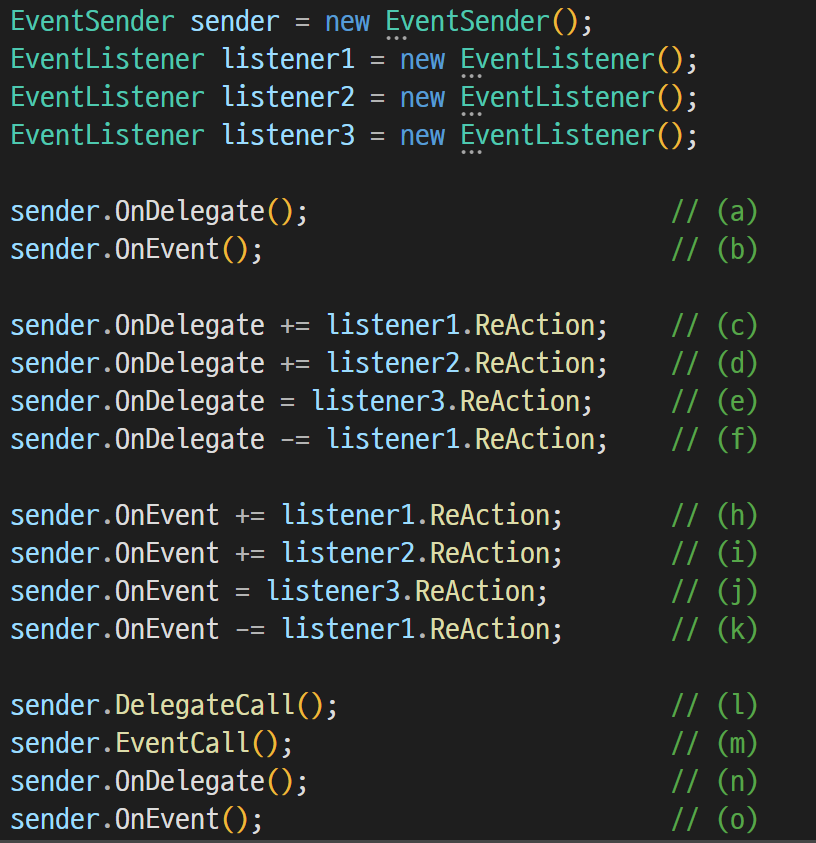 EventSender sender = new EventSender();
EventListener listener1 = new EventListener();
EventListener listener2 = new EventListener();
EventListener listener3 = new EventListener();
sender.OnDelegate(); // (a)
sender.OnEvent(); // (b)
sender.OnDelegate += listener1.ReAction; // (c)
sender.OnDelegate += listener2.ReAction; // (d)
sender.OnDelegate = listener3.ReAction; // (e)
sender.OnDelegate -= listener1.ReAction; // (f)
sender.OnEvent += listener1.ReAction; // (h)
sender.OnEvent += listener2.ReAction; // (i)
sender.OnEvent = listener3.ReAction; // (j)
sender.OnEvent -= listener1.ReAction; // (k)
sender.DelegateCall(); // (l)
sender.EventCall(); // (m)
sender.OnDelegate(); // (n)
sender.OnEvent(); // (o)